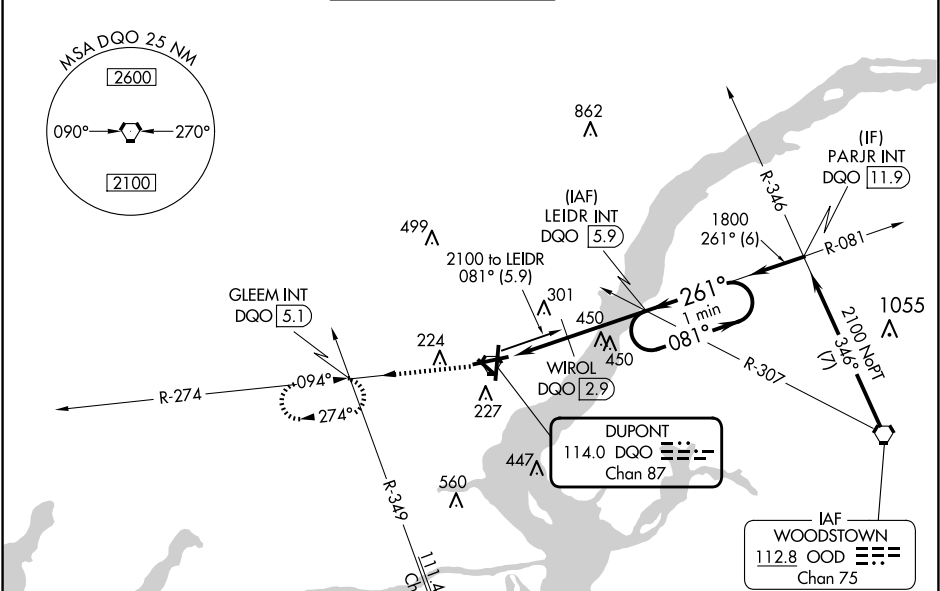 MSA DQO 25 NM
2600
090°
270°
2100
862
(IF)
PARJR INT
DQO 11.9
R-346
(IAF)
LEIDR INT
DQO 5.9
1800
261° (6)
R-081
499
2100 to LEIDR
081° (5.9)
301
261°
1 min
081°
1055
GLEEM INT
DQO 5.1
450
450
2100 NoPT
346°
(7)
224
WIROL
DQO 2.9
R-307
094°
R-274
274°
227
DUPONT
114.0 DQO
Chan 87
447
560
R-349
IAF
WOODSTOWN
112.8 OOD
Chan 75
111.4
Ch